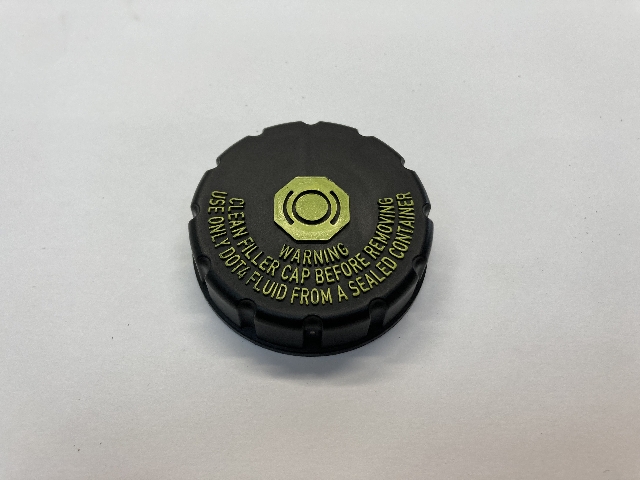 WARNING
CLEAN FILLER CAP BEFORE REMOVING
USE ONLY DOT4 FLUID FROM A SEALED CONTAINER